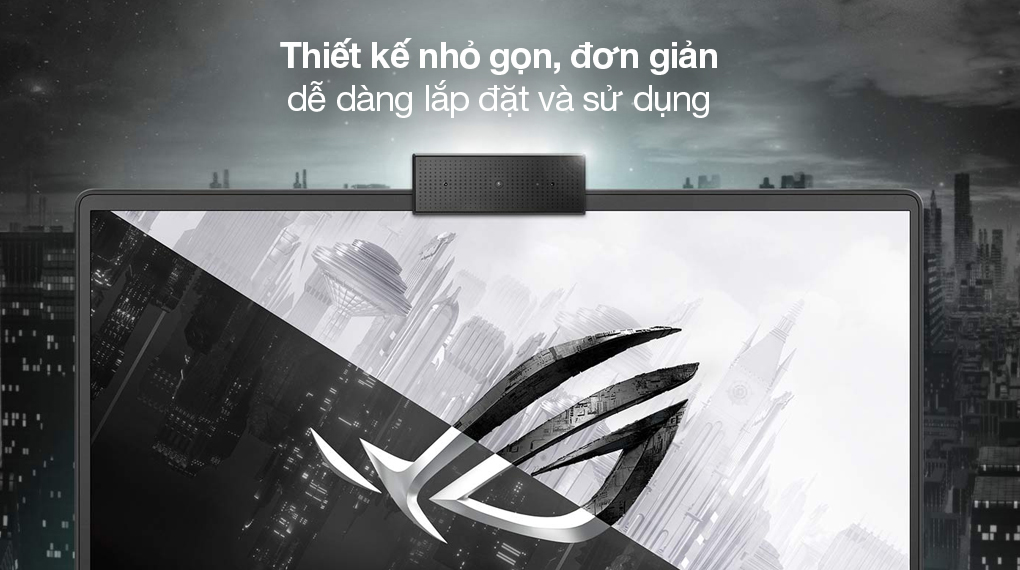 Thiết kế nhỏ gọn, đơn giản
dễ dàng lắp đặt và sử dụng